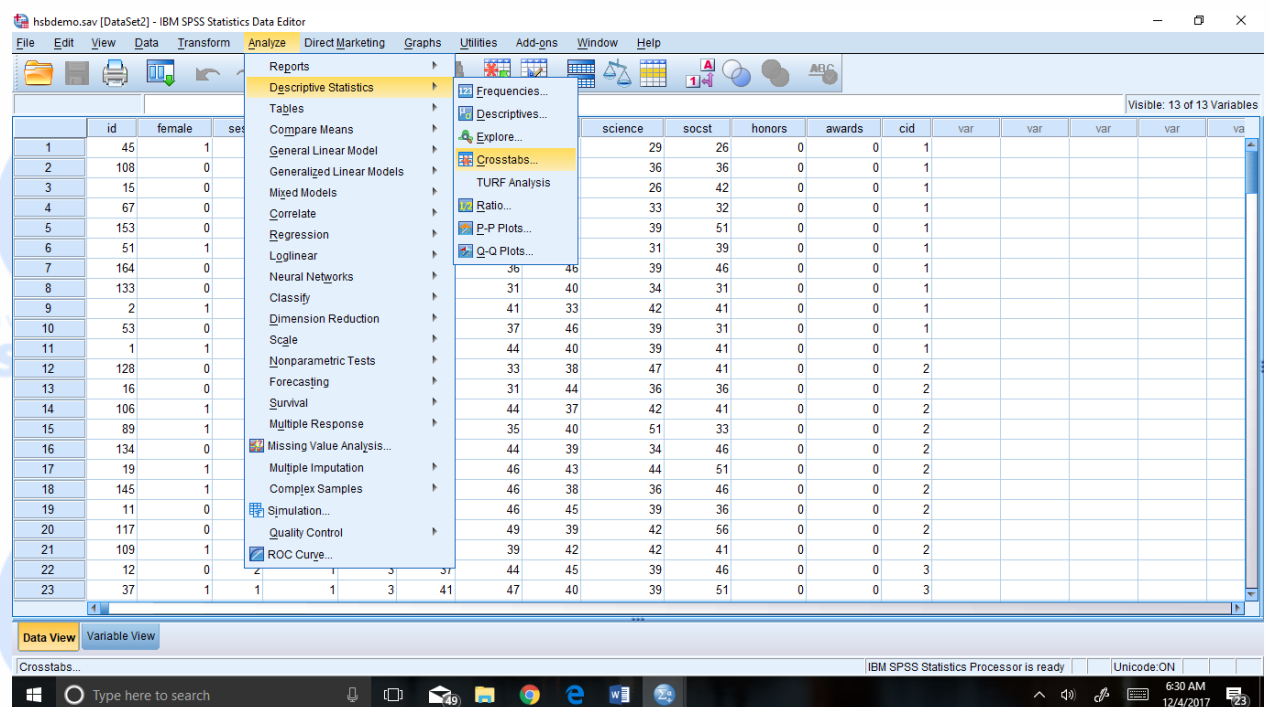 hsbdemo.sav [DataSet2] - IBM SPSS Statistics Data Editor
File Edit View Data Transform Analyze Direct Marketing Graphs Utilities Add-ons Window Help
Visible: 13 of 13 Variables
Reports
Descriptive Statistics
Tables
Compare Means
General Linear Model
Generalized Linear Models
Mixed Models
Correlate
Regression
Loglinear
Neural Networks
Classify
Dimension Reduction
Scale
Nonparametric Tests
Forecasting
Survival
Multiple Response
Missing Value Analysis...
Multiple Imputation
Complex Samples
Simulation...
Quality Control
ROC Curve...
Frequencies...
Descriptives...
Explore...
Crosstabs...
TURF Analysis
Ratio...
P-P Plots...
Q-Q Plots...
id female ses science socst honors awards cid var var var var va
1 45 1 29 26 0 0 1
2 108 0 36 36 0 0 1
3 15 0 26 42 0 0 1
4 67 0 33 32 0 0 1
5 153 0 39 51 0 0 1
6 51 1 31 39 0 0 1
7 164 0 36 46 39 46 0 0 1
8 133 0 31 40 34 31 0 0 1
9 2 1 41 33 42 41 0 0 1
10 53 0 37 46 39 31 0 0 1
11 1 1 44 40 39 41 0 0 1
12 128 0 33 38 47 41 0 0 2
13 16 0 31 44 36 36 0 0 2
14 106 1 44 37 42 41 0 0 2
15 89 1 35 40 51 33 0 0 2
16 134 0 44 39 34 46 0 0 2
17 19 1 46 43 44 51 0 0 2
18 145 1 46 38 36 46 0 0 2
19 11 0 46 45 39 36 0 0 2
20 117 0 49 39 42 56 0 0 2
21 109 1 39 42 42 41 0 0 2
22 12 0 2 1 3 37 44 45 39 46 0 0 3
23 37 1 1 1 3 41 47 40 39 51 0 0 3
Data View Variable View
Crosstabs...
IBM SPSS Statistics Processor is ready
Unicode:ON
Type here to search
49
6:30 AM
12/4/2017
23